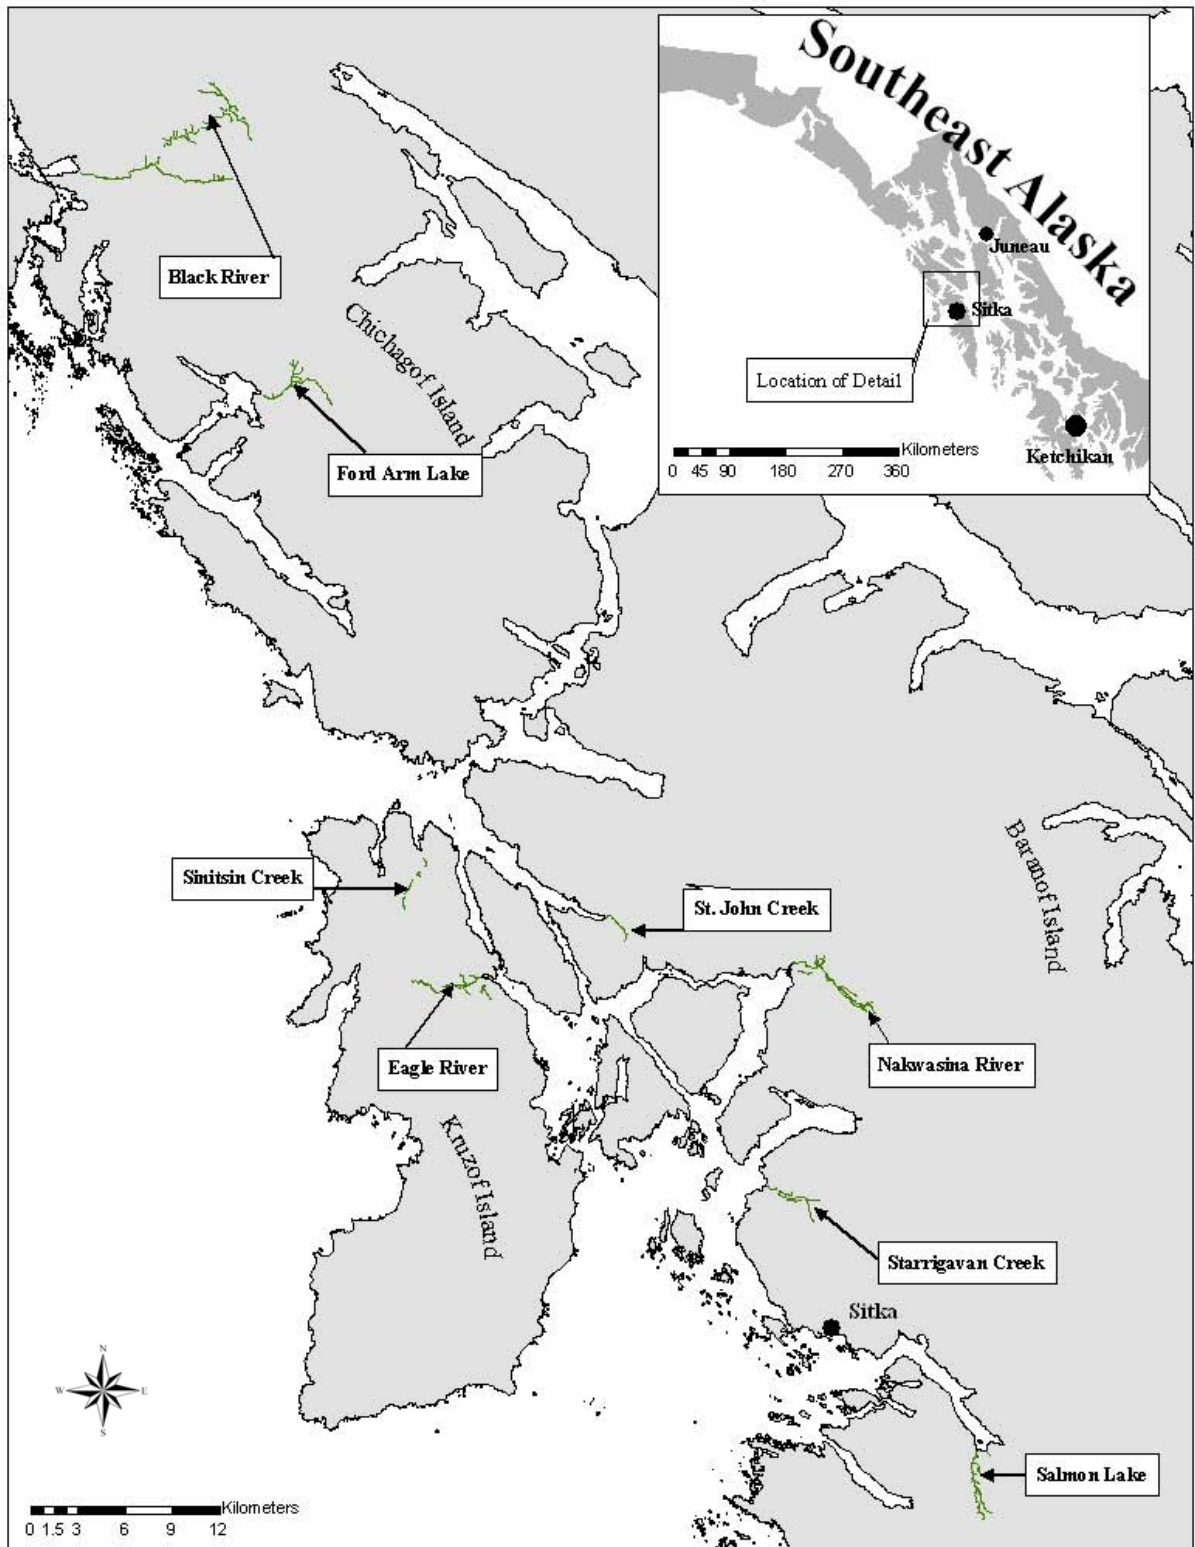 Southeast Alaska
Juneau
Sitka
Location of Detail
Ketchikan
Kilometers
0 45 90 180 270 360
Black River
Chichagof Island
Ford Arm Lake
Sinitsin Creek
St. John Creek
Baranof Island
Eagle River
Nakwasina River
Kruzof Island
Starrigavan Creek
Sitka
N
W E
S
Salmon Lake
Kilometers
0 1.5 3 6 9 12